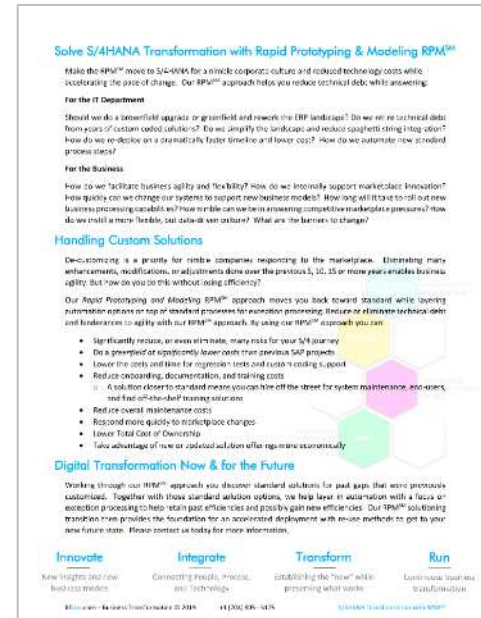 Solve S/4HANA Transformation with Rapid Prototyping & Modeling RPM℠
Make the RPM℠ move to S/4HANA for a nimble corporate culture and reduced technology costs while
accelerating the pace of change. Our RPM℠ approach helps you reduce technical debt while answering:
For the IT Department
Should we do a brownfield upgrade or greenfield and rework the ERP landscape? Do we retire technical debt
from years of custom coded solutions? Do we simplify the landscape and reduce spaghetti string integration?
How do we re-deploy on a dramatically faster timeline and lower cost? How do we automate new standard
process steps?
For the Business
How do we facilitate business agility and flexibility? How do we internally support marketplace innovation?
How quickly can we change our systems to support new business models? How long will it take to roll out new
business processing capabilities? How nimble can we be in answering competitive marketplace pressures? How
do we instill a more flexible, but data-driven culture? What are the barriers to change?
Handling Custom Solutions
De-customizing is a priority for nimble companies responding to the marketplace. Eliminating many
enhancements, modifications, or adjustments done over the previous 5, 10, 15 or more years enables business
agility. But how do you do this without losing efficiency?
Our Rapid Prototyping and Modeling RPM℠ approach moves you back toward standard while layering
automation options on top of standard processes for exception processing. Reduce or eliminate technical debt
and hinderances to agility with our RPM℠ approach. By using our RPM℠ approach you can:
• Significantly reduce, or even eliminate, many risks for your S/4 journey
• Do a greenfield at significantly lower costs than previous SAP projects
• Lower the costs and time for regression tests and custom coding support
• Reduce onboarding, documentation, and training costs
o A solution closer to standard means you can hire off the street for system maintenance, end-users,
and find off-the-shelf training solutions
• Reduce overall maintenance costs
• Respond more quickly to marketplace changes
• Lower Total Cost of Ownership
• Take advantage of new or updated solution offerings more economically
Digital Transformation Now & for the Future
Working through our RPM℠ approach you discover standard solutions for past gaps that were previously
customized. Together with those standard solution options, we help layer in automation with a focus on
exception processing to help retain past efficiencies and possibly gain new efficiencies. Our RPM℠ solutioning
transition then provides the foundation for an accelerated deployment with re-use methods to get to your
new future state. Please contact us today for more information.
Innovate Integrate Transform Run
New insights and new Connecting People, Process, Establishing the "new" while Continuous business
business models and Technology preserving what works transformation
.com – Business Transformation © 2019